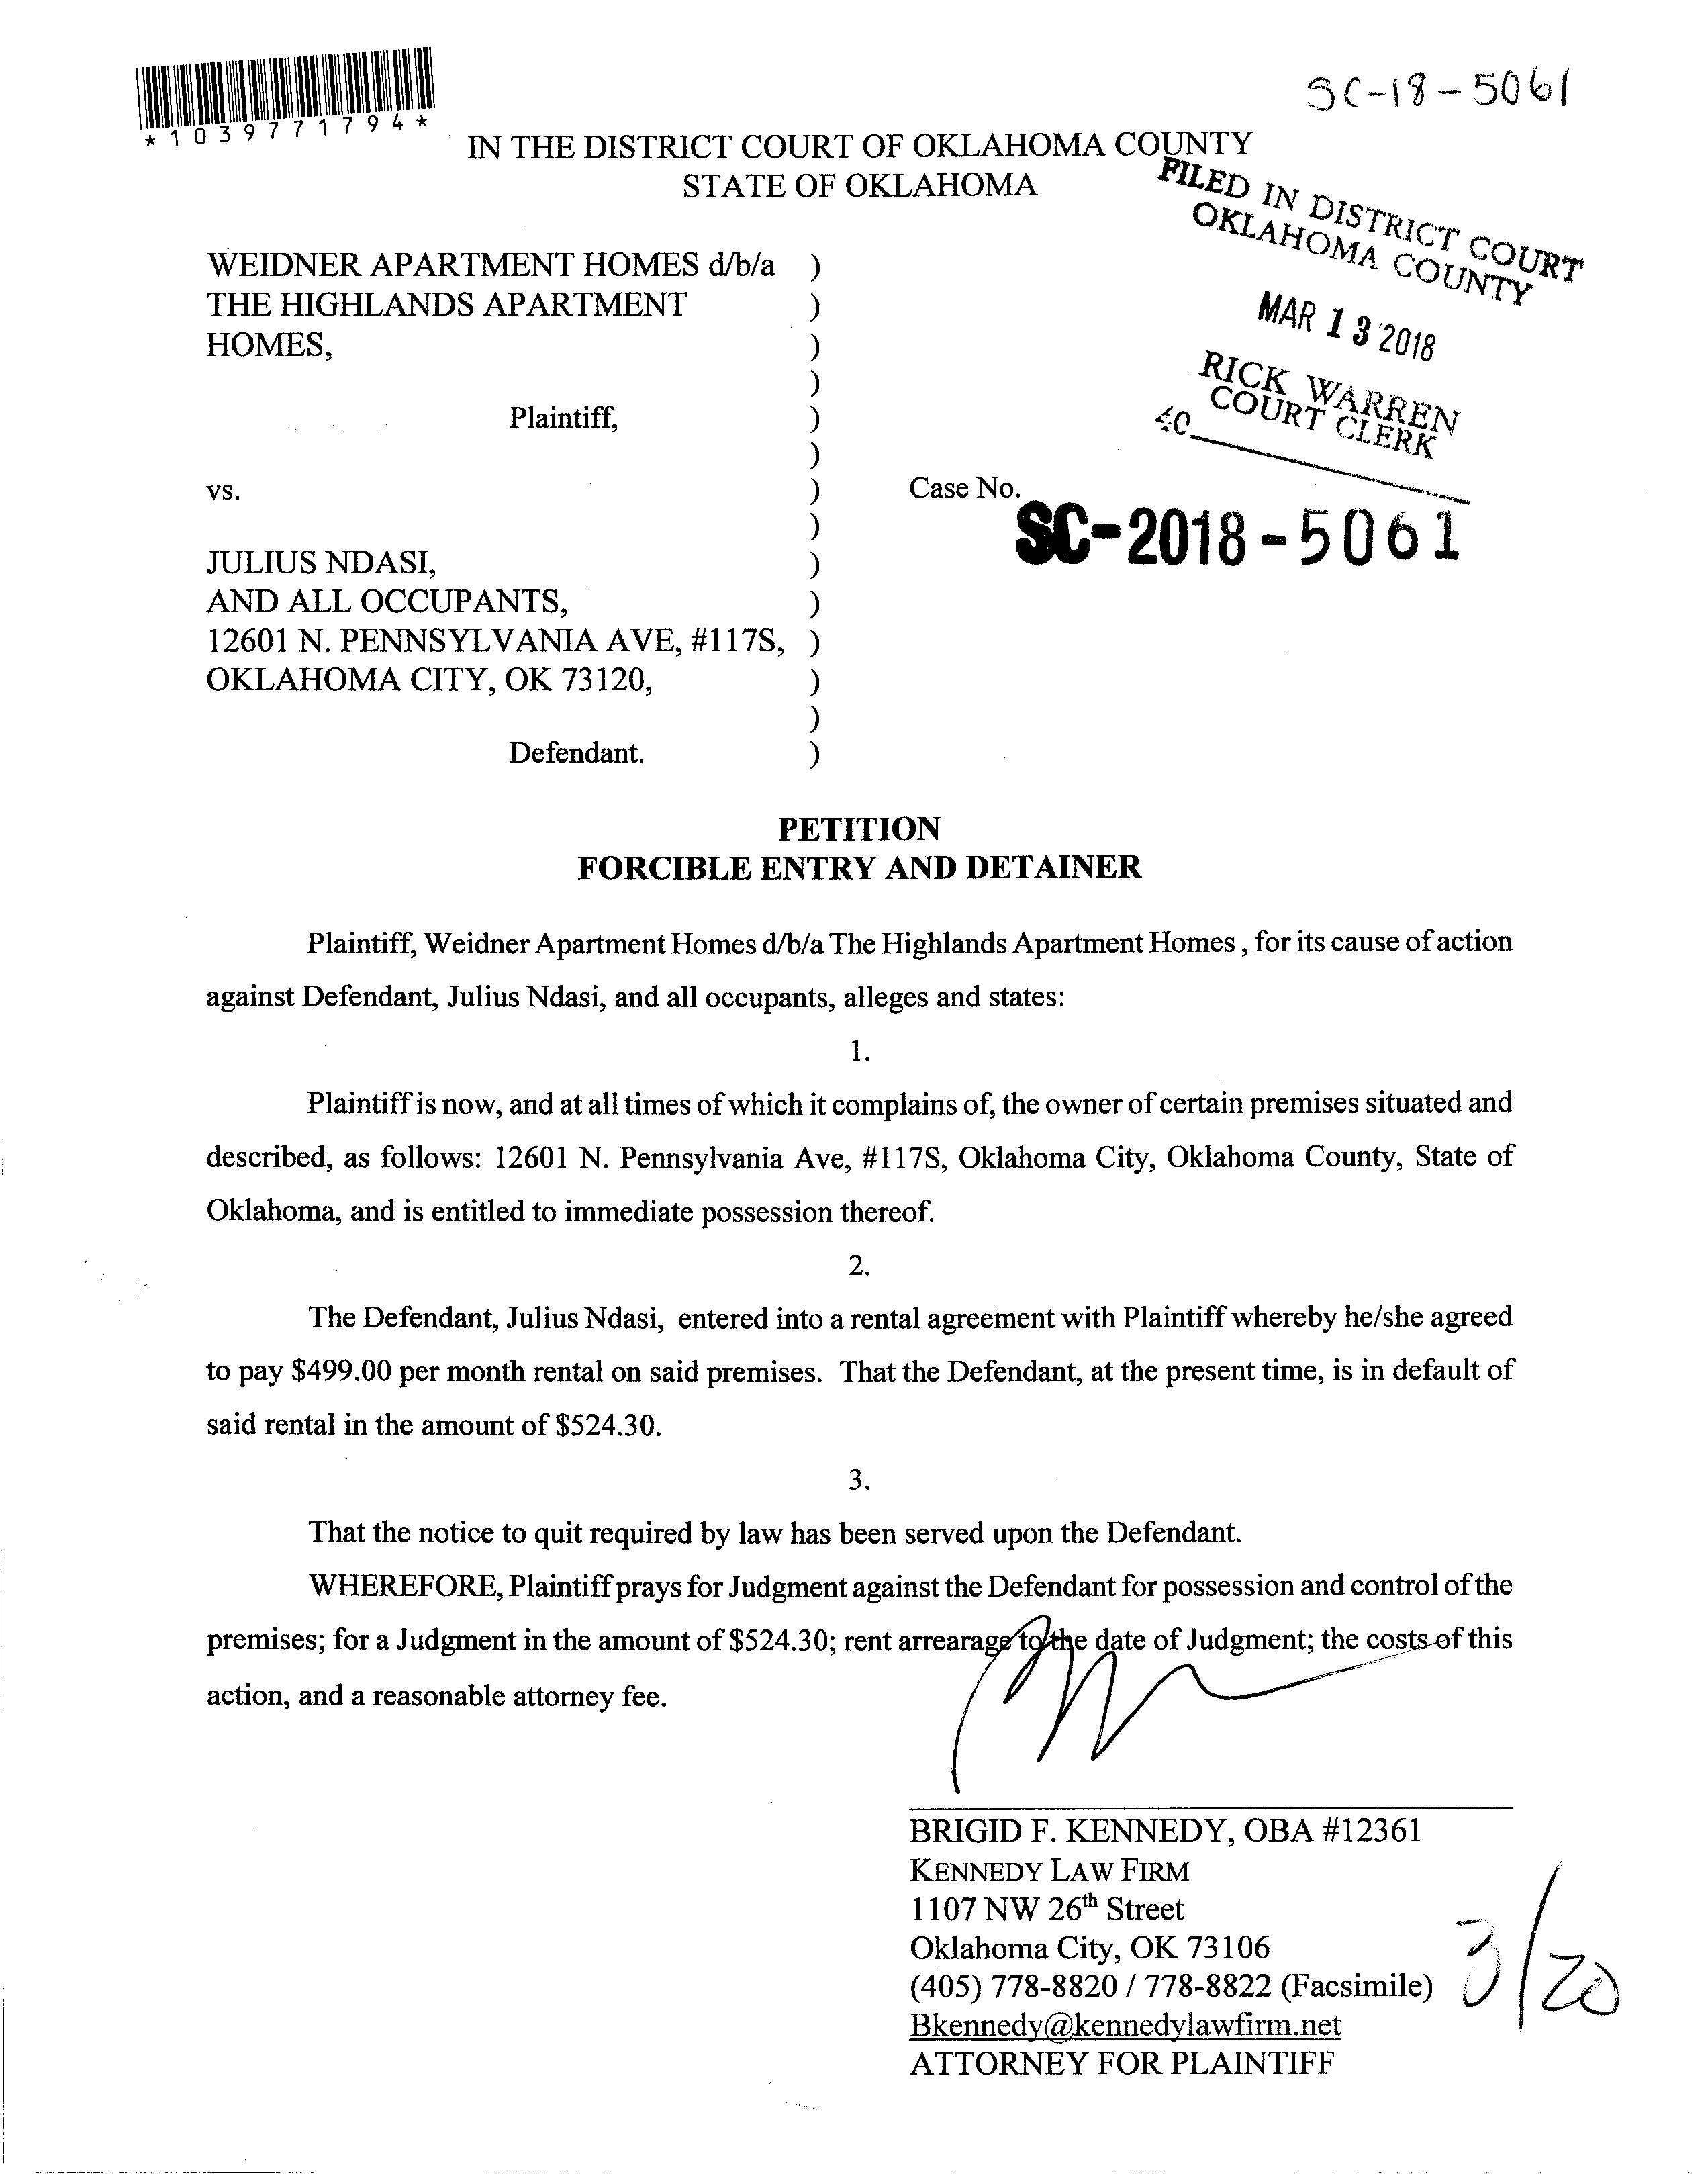 SC-18-5061
*1039771794*
IN THE DISTRICT COURT OF OKLAHOMA COUNTY
STATE OF OKLAHOMA
FILED IN DISTRICT COURT
OKLAHOMA COUNTY
MAR 13 2018
RICK WARREN
COURT CLERK
40
WEIDNER APARTMENT HOMES d/b/a )
THE HIGHLANDS APARTMENT )
HOMES, )
)
Plaintiff, )
)
vs. ) Case No.
SC-2018-5061
)
JULIUS NDASI, )
AND ALL OCCUPANTS, )
12601 N. PENNSYLVANIA AVE, #117S, )
OKLAHOMA CITY, OK 73120, )
)
Defendant. )
PETITION
FORCIBLE ENTRY AND DETAINER
Plaintiff, Weidner Apartment Homes d/b/a The Highlands Apartment Homes , for its cause of action
against Defendant, Julius Ndasi, and all occupants, alleges and states:
1.
Plaintiff is now, and at all times of which it complains of, the owner of certain premises situated and
described, as follows: 12601 N. Pennsylvania Ave, #117S, Oklahoma City, Oklahoma County, State of
Oklahoma, and is entitled to immediate possession thereof.
2.
The Defendant, Julius Ndasi, entered into a rental agreement with Plaintiff whereby he/she agreed
to pay $499.00 per month rental on said premises. That the Defendant, at the present time, is in default of
said rental in the amount of $524.30.
3.
That the notice to quit required by law has been served upon the Defendant.
WHEREFORE, Plaintiff prays for Judgment against the Defendant for possession and control of the
premises; for a Judgment in the amount of $524.30; rent arrearage to the date of Judgment; the costs of this
action, and a reasonable attorney fee.
BRIGID F. KENNEDY, OBA #12361
KENNEDY LAW FIRM
1107 NW 26th Street
Oklahoma City, OK 73106
(405) 778-8820 / 778-8822 (Facsimile)
Bkennedy@kennedylawfirm.net
ATTORNEY FOR PLAINTIFF
3/20